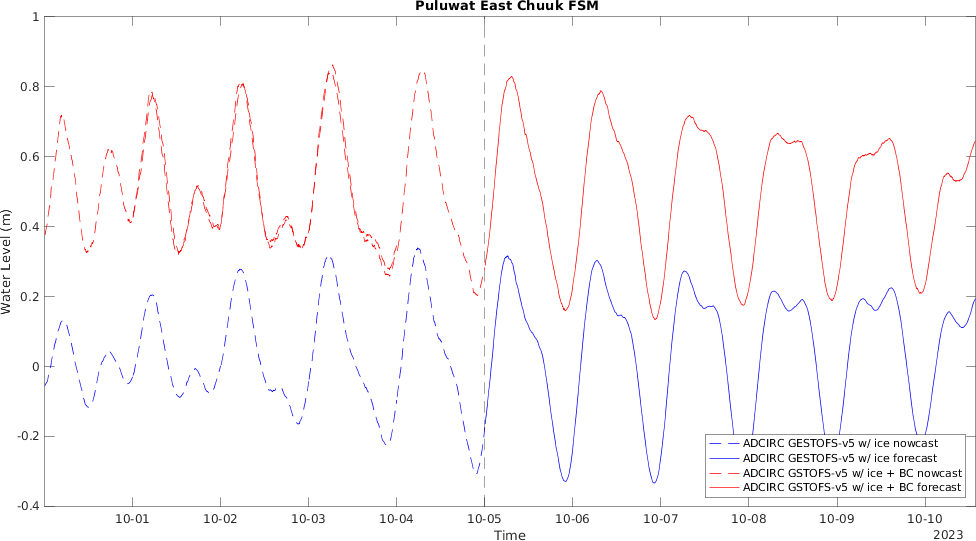 Puluwat East Chuuk FSM
1
0.8
0.6
0.4
0.2
0
-0.2
-0.4
Water Level (m)
ADCIRC GESTOFS-v5 w/ ice nowcast
ADCIRC GESTOFS-v5 w/ ice forecast
ADCIRC GSTOFS-v5 w/ ice + BC nowcast
ADCIRC GSTOFS-v5 w/ ice + BC forecast
10-01 10-02 10-03 10-04 10-05 10-06 10-07 10-08 10-09 10-10
Time
2023